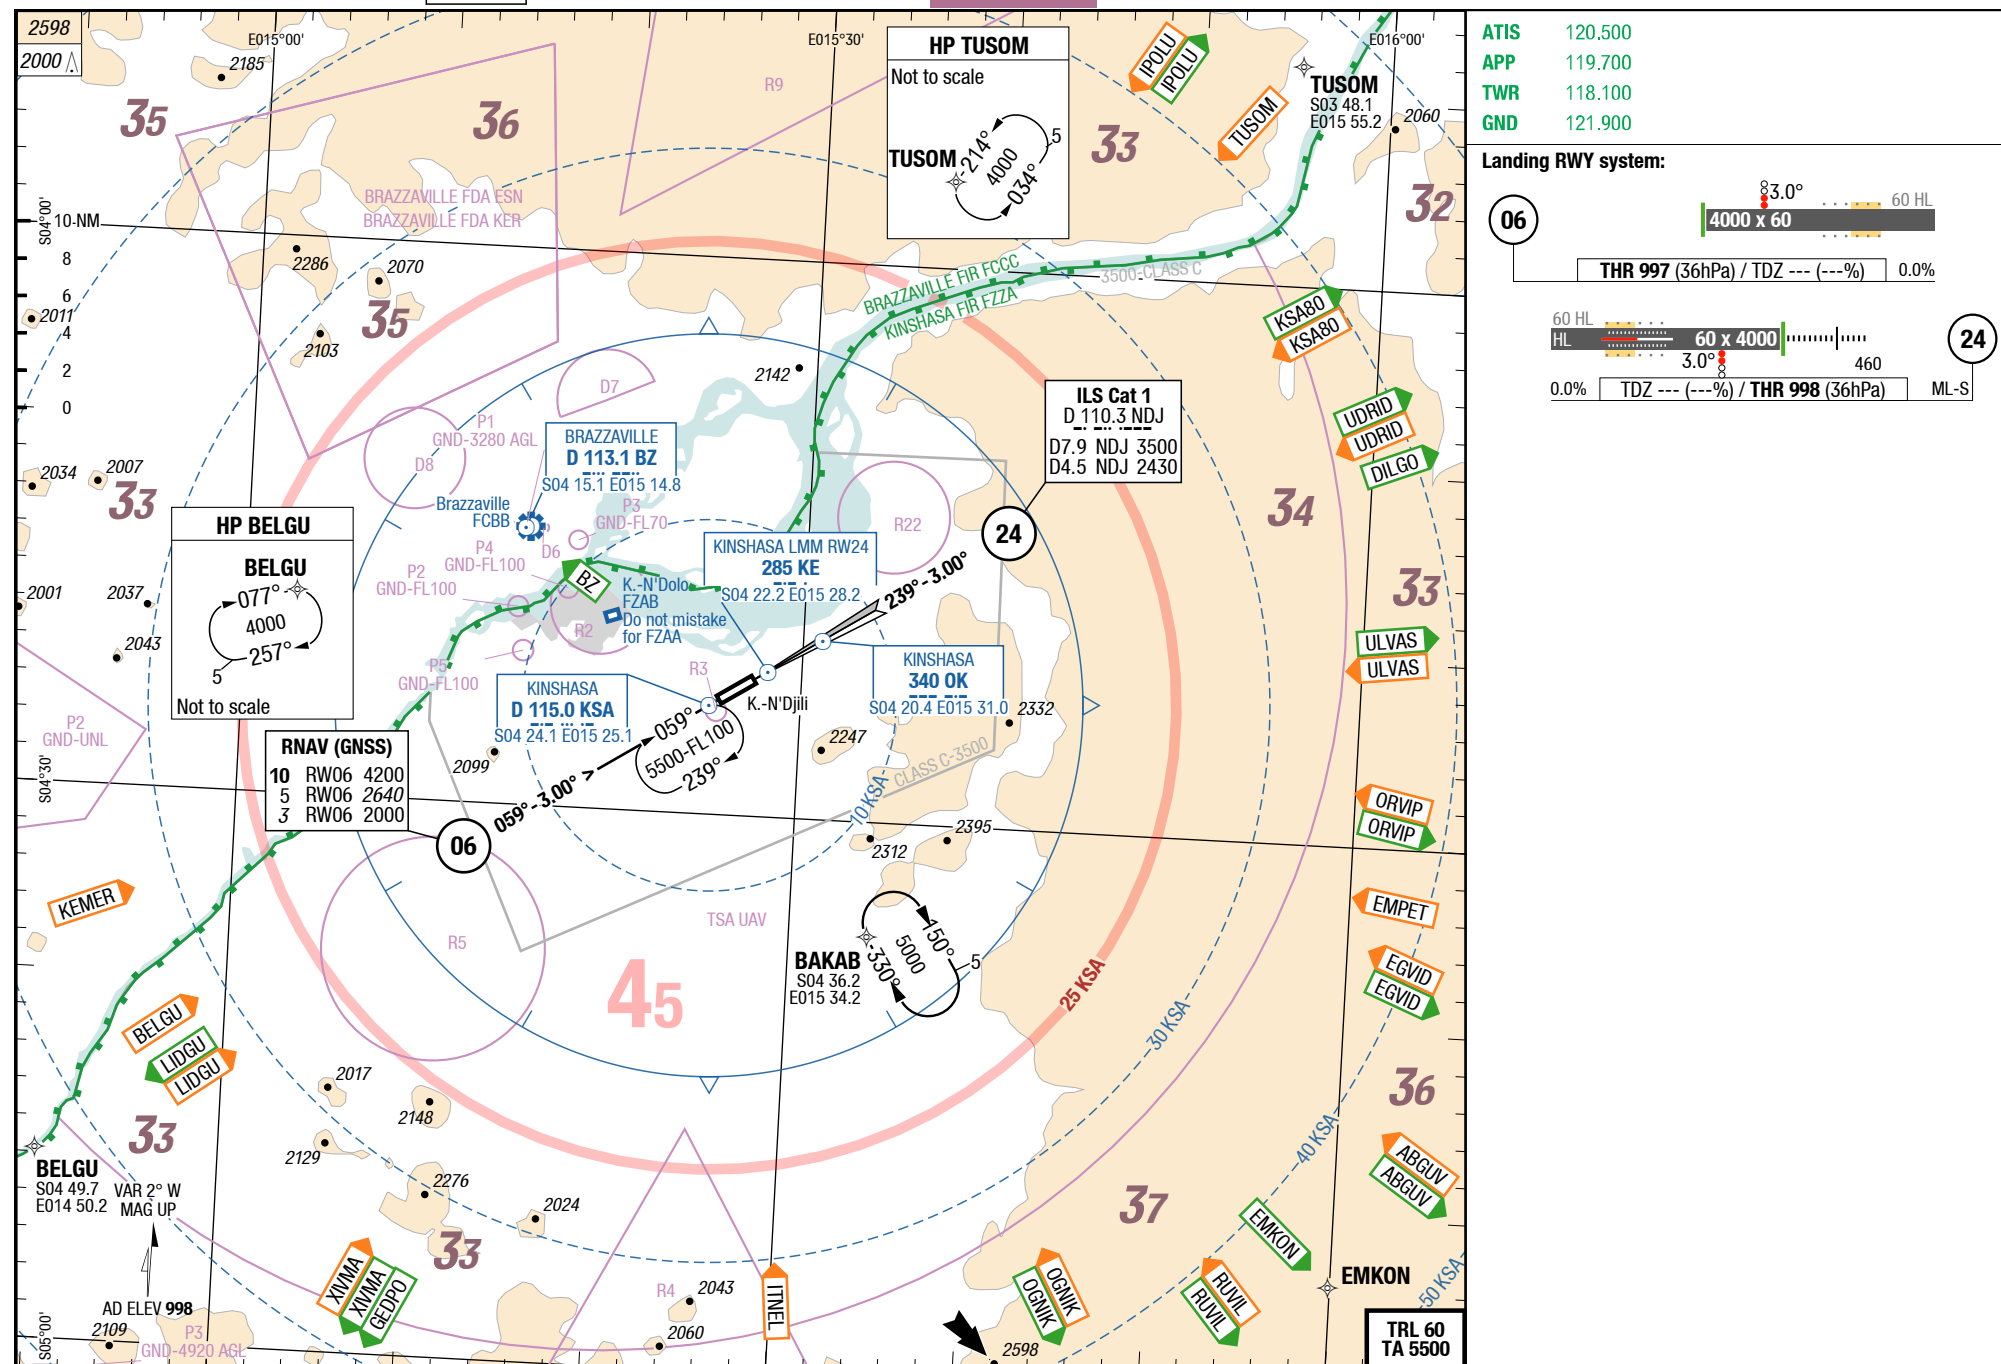 2598
2000
E015°00'
E015°30'
E016°00'
2185
35
36
R9
HP TUSOM
Not to scale
TUSOM
214°
4000
034°
5
IPOLU
IPOLU
TUSOM
TUSOM
S03 48.1
E015 55.2
2060
33
32
BRAZZAVILLE FDA ESN
BRAZZAVILLE FDA KER
S04°00'
10-NM
8
6
4
2
0
2286
2070
2011
2103
35
BRAZZAVILLE FIR FCCC
KINSHASA FIR FZZA
3500-CLASS C
KSA80
KSA80
2142
D7
P1
GND-3280 AGL
D8
ILS Cat 1
D 110.3 NDJ
D7.9 NDJ 3500
D4.5 NDJ 2430
UDRID
UDRID
DILGO
BRAZZAVILLE
D 113.1 BZ
S04 15.1 E015 14.8
2034
2007
33
Brazzaville
FCBB
P3
GND-FL70
R22
24
34
HP BELGU
BELGU
077°
4000
257°
5
Not to scale
P4
GND-FL100
D6
P2
GND-FL100
BZ
K.-N'Dolo
FZAB
Do not mistake
for FZAA
R2
KINSHASA LMM RW24
285 KE
S04 22.2 E015 28.2
239°-3.00°
33
2001
2037
2043
P5
GND-FL100
R3
KINSHASA
D 115.0 KSA
S04 24.1 E015 25.1
K.-N'Djili
KINSHASA
340 OK
S04 20.4 E015 31.0
ULVAS
ULVAS
2332
P2
GND-UNL
RNAV (GNSS)
10 RW06 4200
5 RW06 2640
3 RW06 2000
2099
059°
5500-FL100
239°
2247
CLASS C-3500
S04°30'
059°-3.00° >
06
10 KSA
2395
2312
ORVIP
ORVIP
KEMER
EMPET
R5
TSA UAV
BAKAB
S04 36.2
E015 34.2
150°
5000
330°
5
EGVID
EGVID
45
25 KSA
30 KSA
BELGU
LIDGU
LIDGU
2017
2148
36
33
2129
40 KSA
ABGUV
ABGUV
BELGU
S04 49.7
E014 50.2
VAR 2° W
MAG UP
2276
2024
33
37
EMKON
XIVMA
XIVMA
GEDPO
R4
2043
ITNEL
OGNIK
OGNIK
RUVIL
RUVIL
EMKON
50 KSA
AD ELEV 998
2109
P3
GND-4920 AGL
S05°00'
2060
2598
TRL 60
TA 5500
ATIS 120.500
APP 119.700
TWR 118.100
GND 121.900
Landing RWY system:
06
3.0°
60 HL
4000 x 60
THR 997 (36hPa) / TDZ --- (---%) 0.0%
60 HL
HL
60 x 4000
3.0°
460
24
0.0% TDZ --- (---%) / THR 998 (36hPa) ML-S